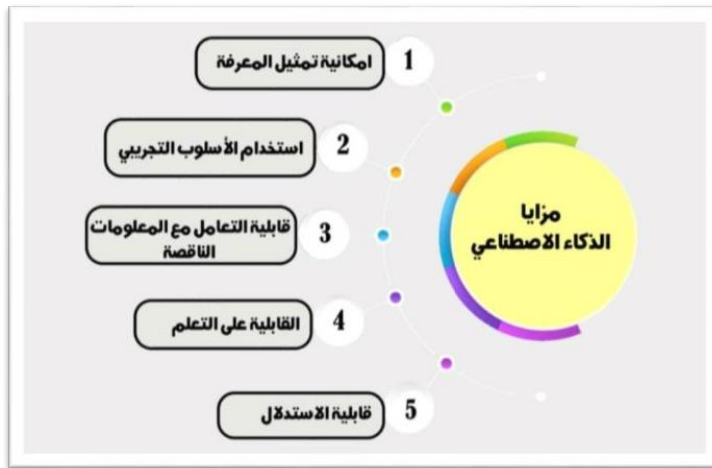 مزايا
الذكاء الاصطناعي
1 امكانية تمثيل المعرفة
2 استخدام الأسلوب التجريبي
3 قابلية التعامل مع المعلومات
الناقصة
4 القابلية على التعلم
5 قابلية الاستدلال